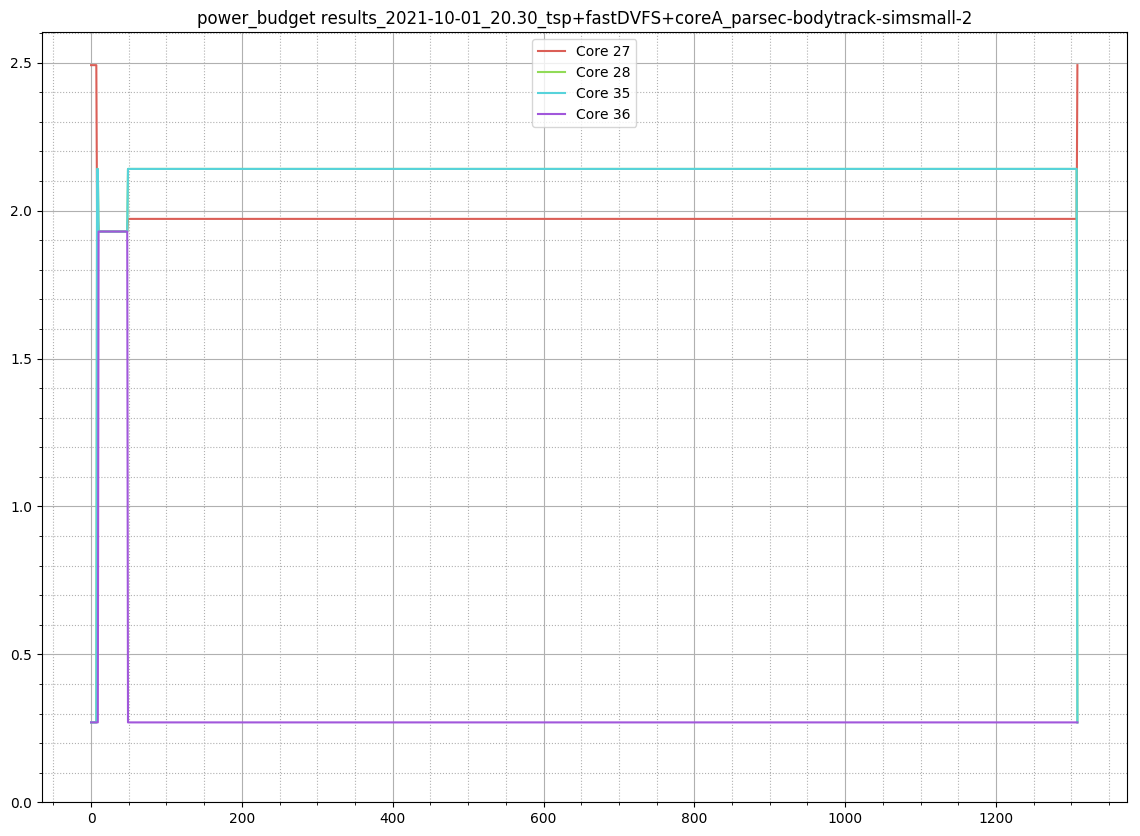 power_budget results_2021-10-01_20.30_tsp+fastDVFS+coreA_parsec-bodytrack-simsmall-2
Core 27
Core 28
Core 35
Core 36
2.5
2.0
1.5
1.0
0.5
0.0
0 200 400 600 800 1000 1200